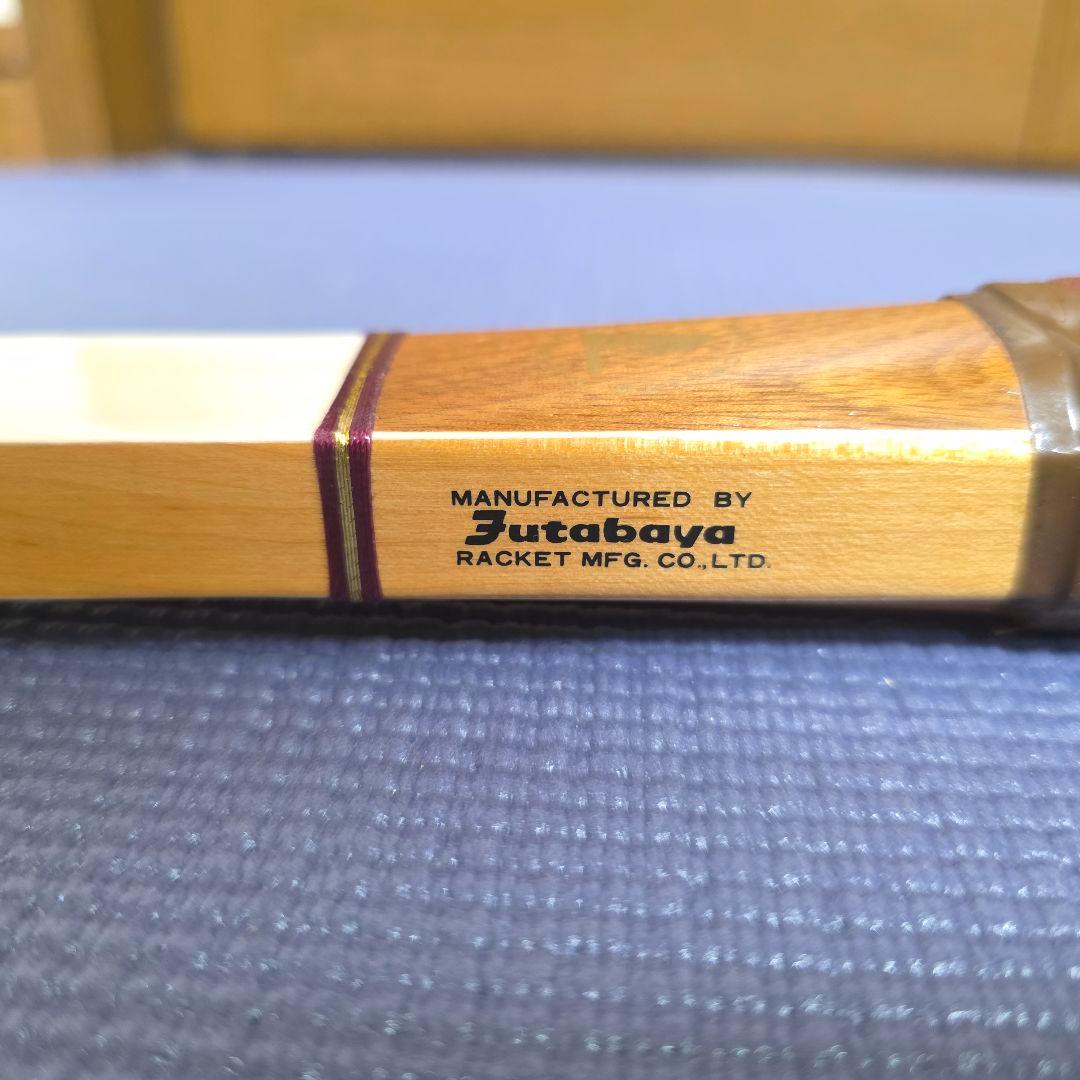 MANUFACTURED BY
Futabaya
RACKET MFG. CO.,LTD.